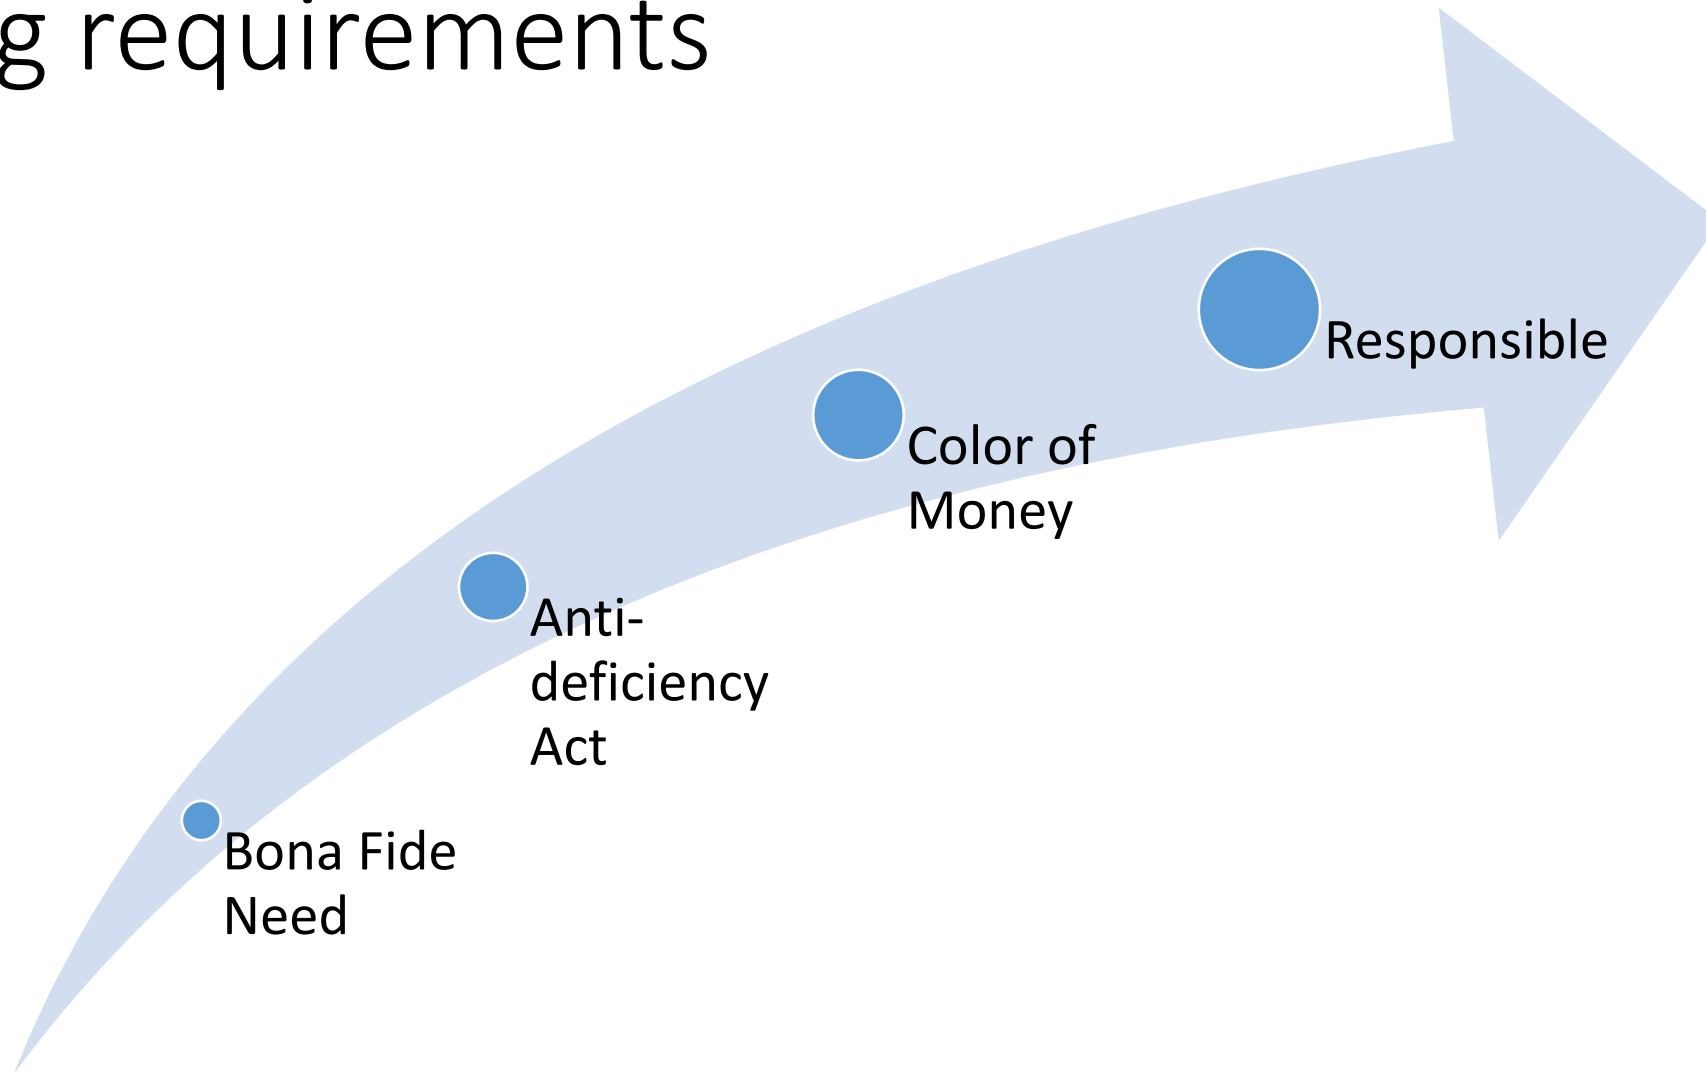 g requirements
Responsible
Color of
Money
Anti-
deficiency
Act
Bona Fide
Need